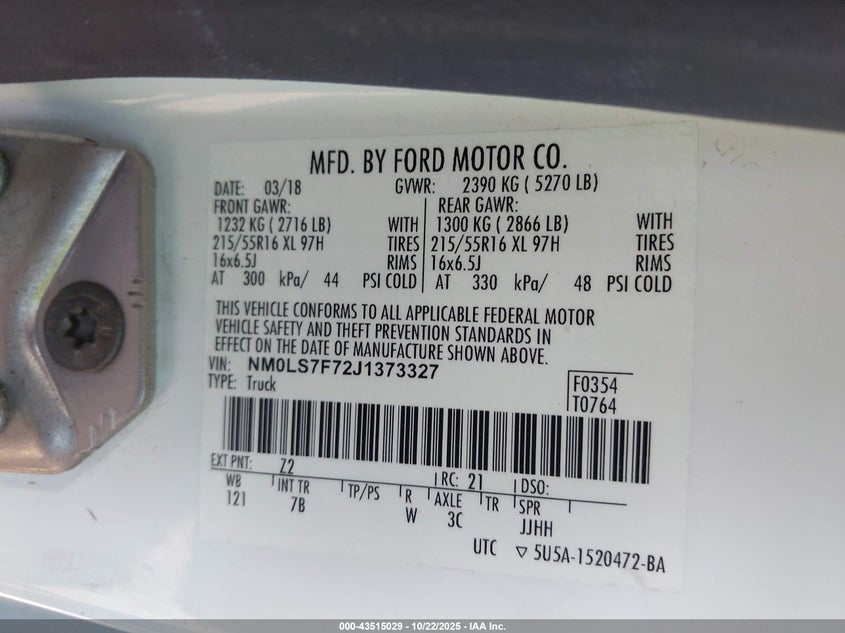 MFD. BY FORD MOTOR CO.
DATE: 03/18 GVWR: 2390 KG ( 5270 LB)
FRONT GAWR: REAR GAWR:
1232 KG ( 2716 LB) WITH 1300 KG ( 2866 LB) WITH
215/55R16 XL 97H TIRES 215/55R16 XL 97H TIRES
16x6.5J RIMS 16x6.5J RIMS
AT 300 kPa/ 44 PSI COLD AT 330 kPa/ 48 PSI COLD
THIS VEHICLE CONFORMS TO ALL APPLICABLE FEDERAL MOTOR
VEHICLE SAFETY AND THEFT PREVENTION STANDARDS IN
EFFECT ON THE DATE OF MANUFACTURE SHOWN ABOVE.
VIN: NM0LS7F72J1373327
TYPE: Truck
F0354
T0764
EXT PNT: Z2 RC: 21 DSO:
WB INT TR TP/PS R AXLE TR SPR
121 7B W 3C JJHH
UTC ▽ 5U5A-1520472-BA
000-43515029 - 10/22/2025 - IAA Inc.